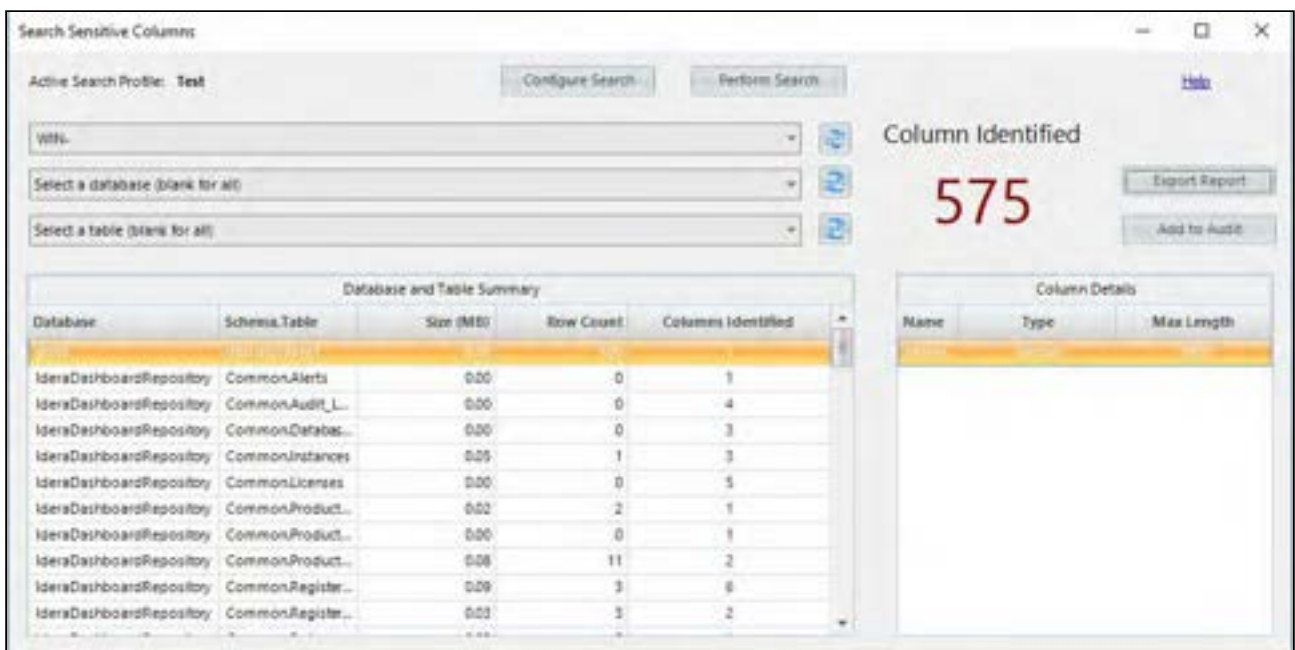 Search Sensitive Columns
Active Search Profile: Test
Configure Search
Perform Search
Help
WIN-
Select a database (blank for all)
Select a table (blank for all)
Column Identified
575
Export Report
Add to Audit
Database and Table Summary
Database Schema.Table Size (MB) Row Count Columns Identified
IderaDashboardRepository Common.Alerts 0.00 0 1
IderaDashboardRepository Common.Audit_L... 0.00 0 4
IderaDashboardRepository Common.Databas... 0.00 0 3
IderaDashboardRepository Common.Instances 0.05 1 3
IderaDashboardRepository Common.Licenses 0.00 0 5
IderaDashboardRepository Common.Product... 0.02 2 1
IderaDashboardRepository Common.Product... 0.00 0 1
IderaDashboardRepository Common.Product... 0.08 11 2
IderaDashboardRepository Common.Register... 0.09 3 6
IderaDashboardRepository Common.Register... 0.03 3 2
Column Details
Name Type Max Length